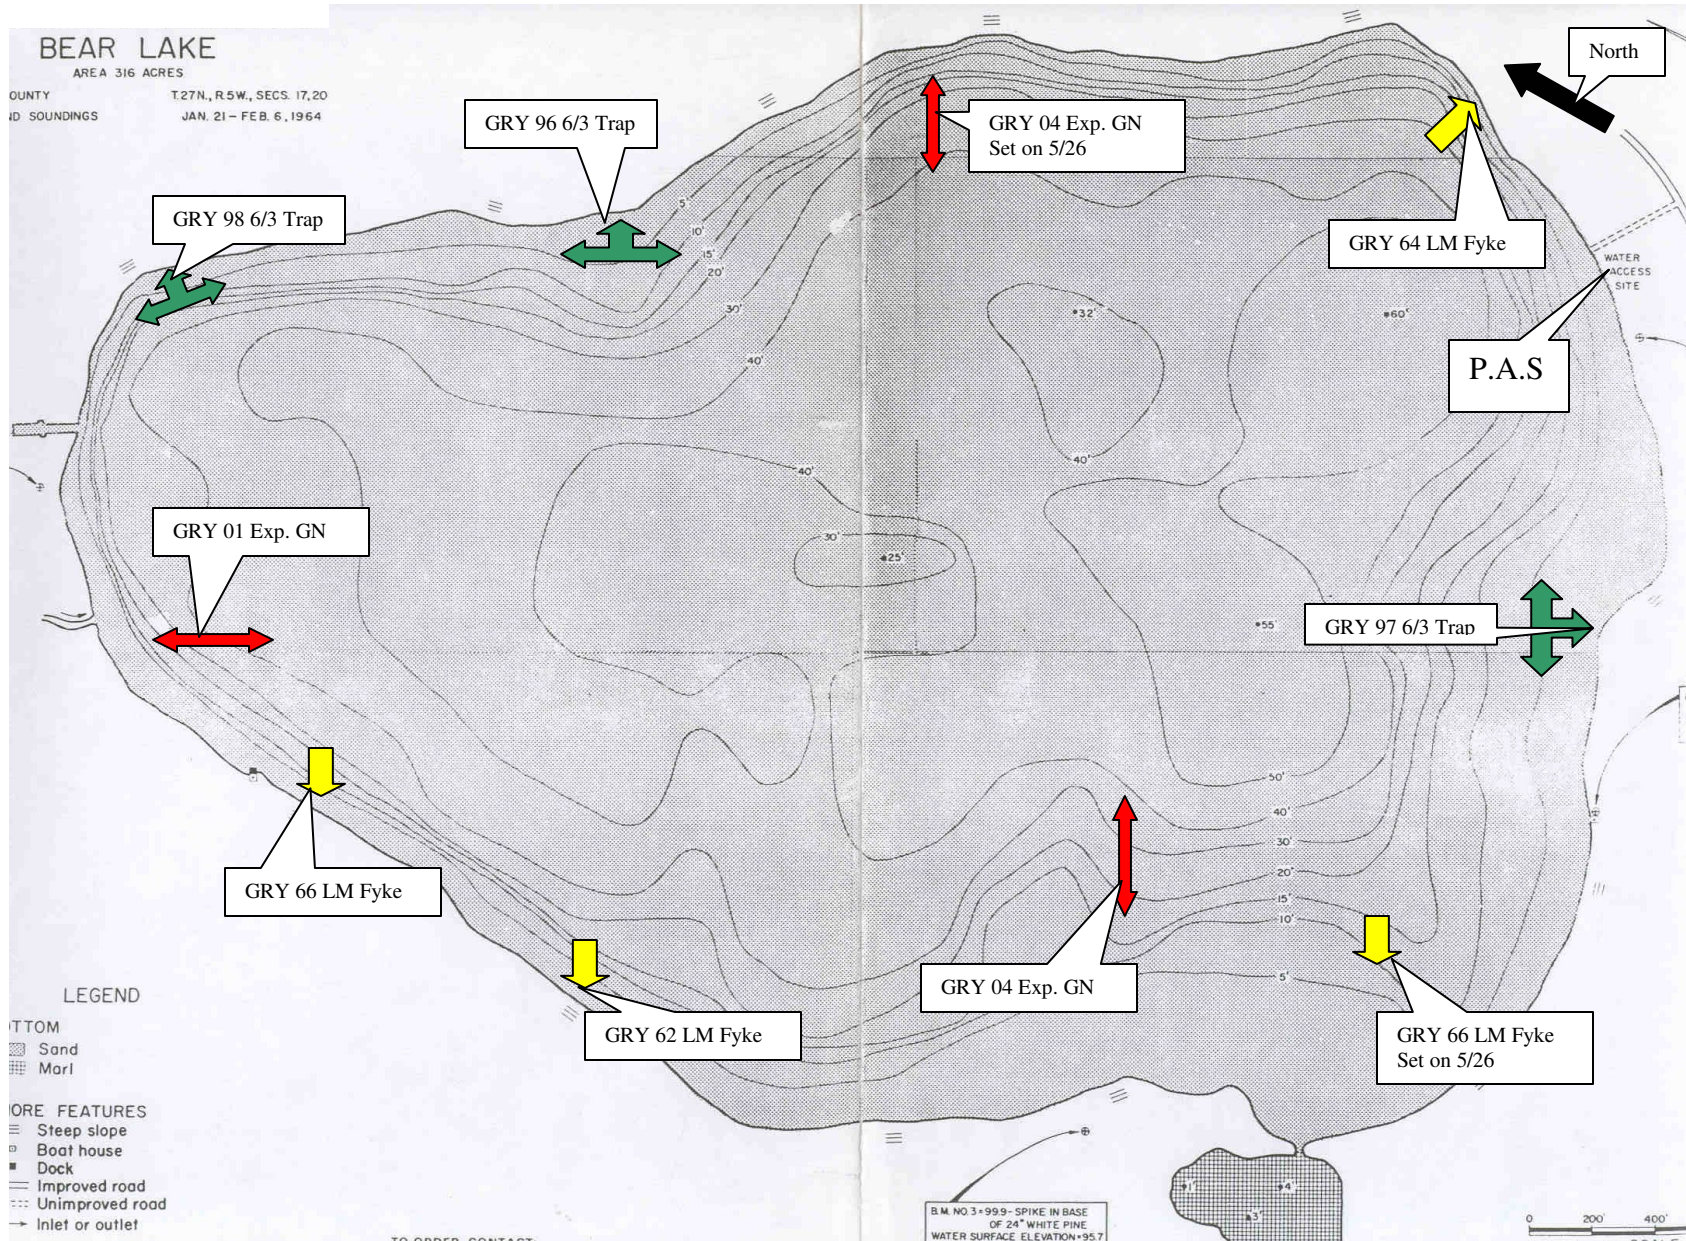 BEAR LAKE
AREA 316 ACRES
OUNTY T.27N., R.5W., SECS. 17,20
ND SOUNDINGS JAN. 21 – FEB. 6, 1964
North
GRY 96 6/3 Trap
GRY 04 Exp. GN
Set on 5/26
GRY 98 6/3 Trap
GRY 64 LM Fyke
WATER
ACCESS
SITE
5'
10'
15'
20'
30'
40'
32'
60'
P.A.S
40'
40'
30'
25'
GRY 01 Exp. GN
55'
GRY 97 6/3 Trap
50'
40'
30'
20'
15'
10'
5'
GRY 66 LM Fyke
GRY 04 Exp. GN
GRY 62 LM Fyke
GRY 66 LM Fyke
Set on 5/26
LEGEND
TTOM
Sand
Marl
ORE FEATURES
Steep slope
Boat house
Dock
Improved road
Unimproved road
Inlet or outlet
1'
4'
3'
B.M. NO. 3 = 99.9 - SPIKE IN BASE
OF 24" WHITE PINE
WATER SURFACE ELEVATION = 95.7
0 200' 400'
TO ORDER CONTACT: